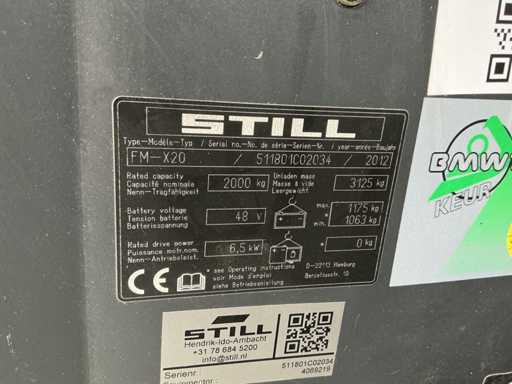 STILL
Type-Modèle-Typ / Serial no.-No. de série-Serien-Nr. / year-année-Baujahr
FM-X20 / 511801C02034 / 2012
Rated capacity
Capacité nominale 2000 kg
Nenn-Tragfähigkeit
Unladen mass
Masse à vide 3125 kg
Leergewicht
Battery voltage
Tension batterie 48 v
Batteriespannung
max. 1175 kg
min. 1063 kg
Rated drive power
Puissance.motr.nom. 6,5 kW
Nenn-Antriebsleist.
* 0 kg
CE
* see Operating instructions
voir Mode d'emploi
siehe Betriebsanleitung
D-22113 Hamburg
Berzeliusstr. 10
BMWT
KEUR
STILL
Hendrik-Ido-Ambacht
+31 78 684 5200
info@still.nl
Serienr. 511801C02034
4069219